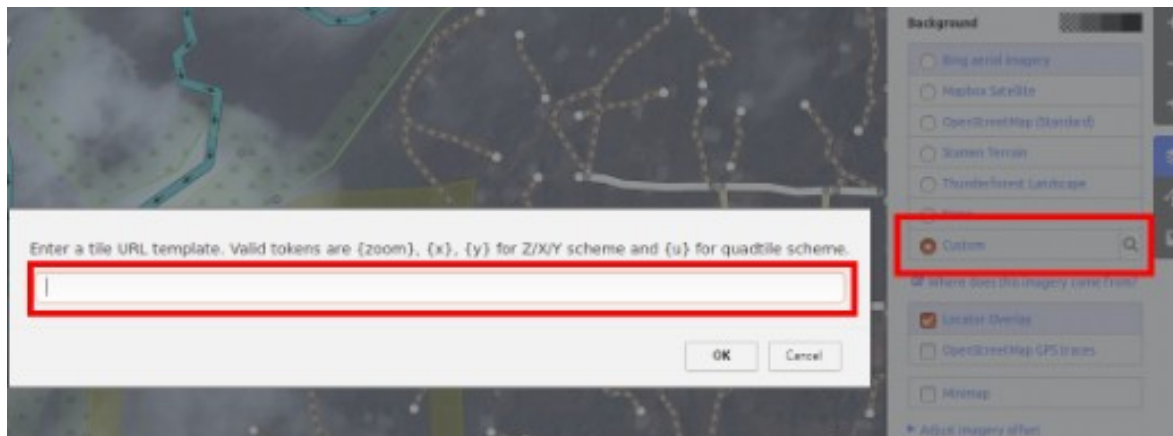 Background
Bing aerial imagery
Mapbox Satellite
OpenStreetMap (Standard)
Stamen Terrain
Thunderforest Landscape
Enter a tile URL template. Valid tokens are {zoom}, {x}, {y} for Z/X/Y scheme and {u} for quadtile scheme.
Custom
Where does this imagery come from?
Locator Overlay
OpenStreetMap GPS traces
OK
Cancel
Minimap
Adjust imagery offset